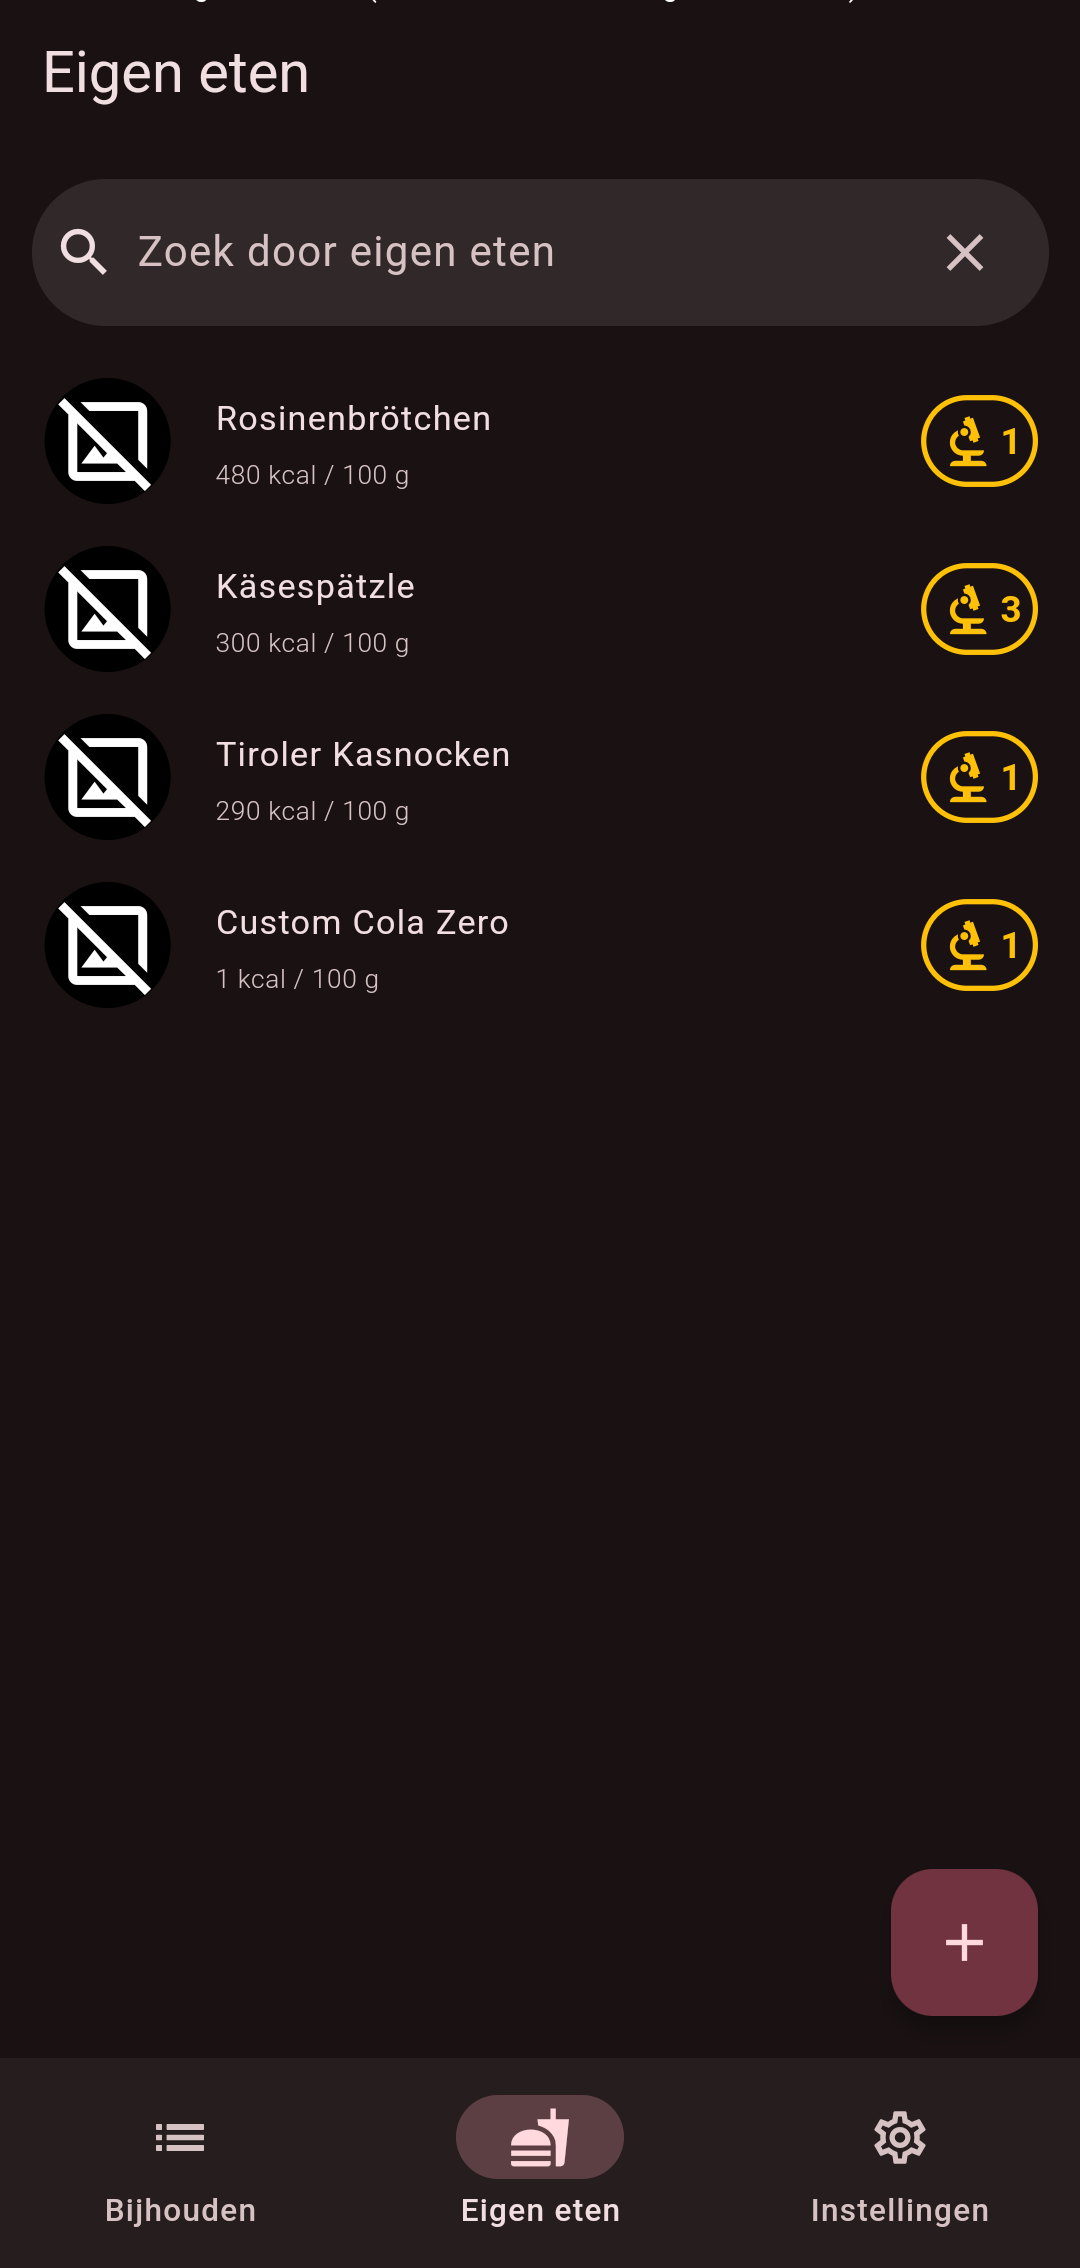 Eigen eten
Zoek door eigen eten
Rosinenbrötchen
480 kcal / 100 g
1
Käsespätzle
300 kcal / 100 g
3
Tiroler Kasnocken
290 kcal / 100 g
1
Custom Cola Zero
1 kcal / 100 g
1
Bijhouden
Eigen eten
Instellingen